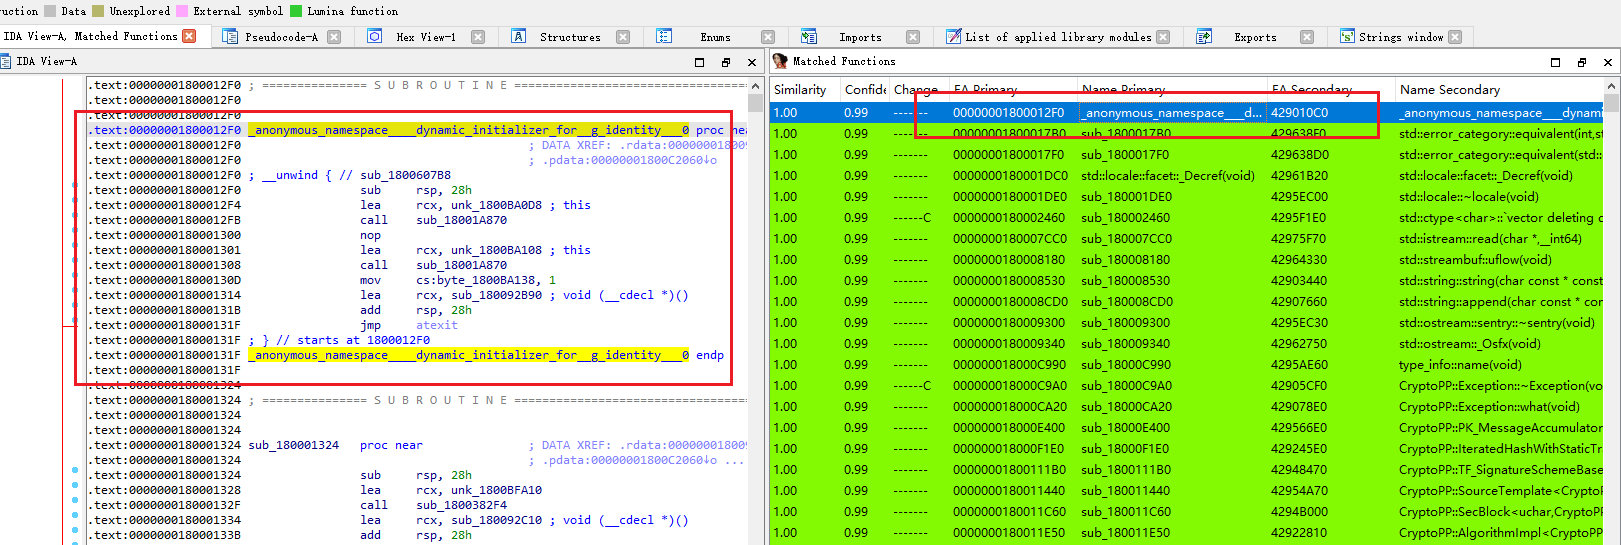 ruction Data Unexplored External symbol Lumina function
IDA View-A, Matched Functions Pseudocode-A Hex View-1 Structures Enums Imports List of applied library modules Exports Strings window
IDA View-A
.text:00000001800012F0 ; =============== S U B R O U T I N E =======================================
.text:00000001800012F0
.text:00000001800012F0
.text:00000001800012F0 _anonymous_namespace____dynamic_initializer_for__g_identity___0 proc nea
.text:00000001800012F0 ; DATA XREF: .rdata:000000018009
.text:00000001800012F0 ; .pdata:00000001800C2060↓o
.text:00000001800012F0 ; __unwind { // sub_1800607B8
.text:00000001800012F0 sub rsp, 28h
.text:00000001800012F4 lea rcx, unk_1800BA0D8 ; this
.text:00000001800012FB call sub_18001A870
.text:0000000180001300 nop
.text:0000000180001301 lea rcx, unk_1800BA108 ; this
.text:0000000180001308 call sub_18001A870
.text:000000018000130D mov cs:byte_1800BA138, 1
.text:0000000180001314 lea rcx, sub_180092B90 ; void (__cdecl *)()
.text:000000018000131B add rsp, 28h
.text:000000018000131F jmp atexit
.text:000000018000131F ; } // starts at 1800012F0
.text:000000018000131F _anonymous_namespace____dynamic_initializer_for__g_identity___0 endp
.text:000000018000131F
.text:0000000180001324
.text:0000000180001324 ; =============== S U B R O U T I N E =======================================
.text:0000000180001324
.text:0000000180001324
.text:0000000180001324 sub_180001324 proc near ; DATA XREF: .rdata:000000018009
.text:0000000180001324 ; .pdata:00000001800C2060↓o ...
.text:0000000180001324 sub rsp, 28h
.text:0000000180001328 lea rcx, unk_1800BFA10
.text:000000018000132F call sub_1800382F4
.text:0000000180001334 lea rcx, sub_180092C10 ; void (__cdecl *)()
.text:000000018000133B add rsp, 28h
Matched Functions
Similarity Confide Change EA Primary Name Primary EA Secondary Name Secondary
1.00 0.99 ------- 00000001800012F0 _anonymous_namespace____d... 429010C0 _anonymous_namespace____dynam
1.00 0.99 ------- 00000001800017B0 sub_1800017B0 429638F0 std::error_category::equivalent(int,st
1.00 0.99 ------- 00000001800017F0 sub_1800017F0 429638D0 std::error_category::equivalent(std::
1.00 0.99 ------- 0000000180001DC0 std::locale::facet::_Decref(void) 42961B20 std::locale::facet::_Decref(void)
1.00 0.99 ------- 0000000180001DE0 sub_180001DE0 4295EC00 std::locale::~locale(void)
1.00 0.99 ------C 0000000180002460 sub_180002460 4295F1E0 std::ctype<char>::`vector deleting d
1.00 0.99 ------- 0000000180007CC0 sub_180007CC0 42975F70 std::istream::read(char *,__int64)
1.00 0.99 ------- 0000000180008180 sub_180008180 42964330 std::streambuf::uflow(void)
1.00 0.99 ------- 0000000180008530 sub_180008530 42903440 std::string::string(char const * const
1.00 0.99 ------- 0000000180008CD0 sub_180008CD0 42907660 std::string::append(char const * con
1.00 0.99 ------- 0000000180009300 sub_180009300 4295EC30 std::ostream::sentry::~sentry(void)
1.00 0.99 ------- 0000000180009340 sub_180009340 42962750 std::ostream::_Osfx(void)
1.00 0.99 ------- 000000018000C990 sub_18000C990 4295AE60 type_info::name(void)
1.00 0.99 ------C 000000018000C9A0 sub_18000C9A0 42905CF0 CryptoPP::Exception::~Exception(vo
1.00 0.99 ------- 000000018000CA20 sub_18000CA20 429078E0 CryptoPP::Exception::what(void)
1.00 0.99 ------- 000000018000E400 sub_18000E400 429566E0 CryptoPP::PK_MessageAccumulator
1.00 0.99 ------- 000000018000F1E0 sub_18000F1E0 429245E0 CryptoPP::IteratedHashWithStaticTr
1.00 0.99 ------- 00000001800111B0 sub_1800111B0 42948470 CryptoPP::TF_SignatureSchemeBase
1.00 0.99 ------- 0000000180011440 sub_180011440 42954A70 CryptoPP::SourceTemplate<CryptoP
1.00 0.99 ------- 0000000180011C60 sub_180011C60 4294B000 CryptoPP::SecBlock<uchar,CryptoPP
1.00 0.99 ------- 0000000180011E50 sub_180011E50 42922810 CryptoPP::AlgorithmImpl<CryptoPP